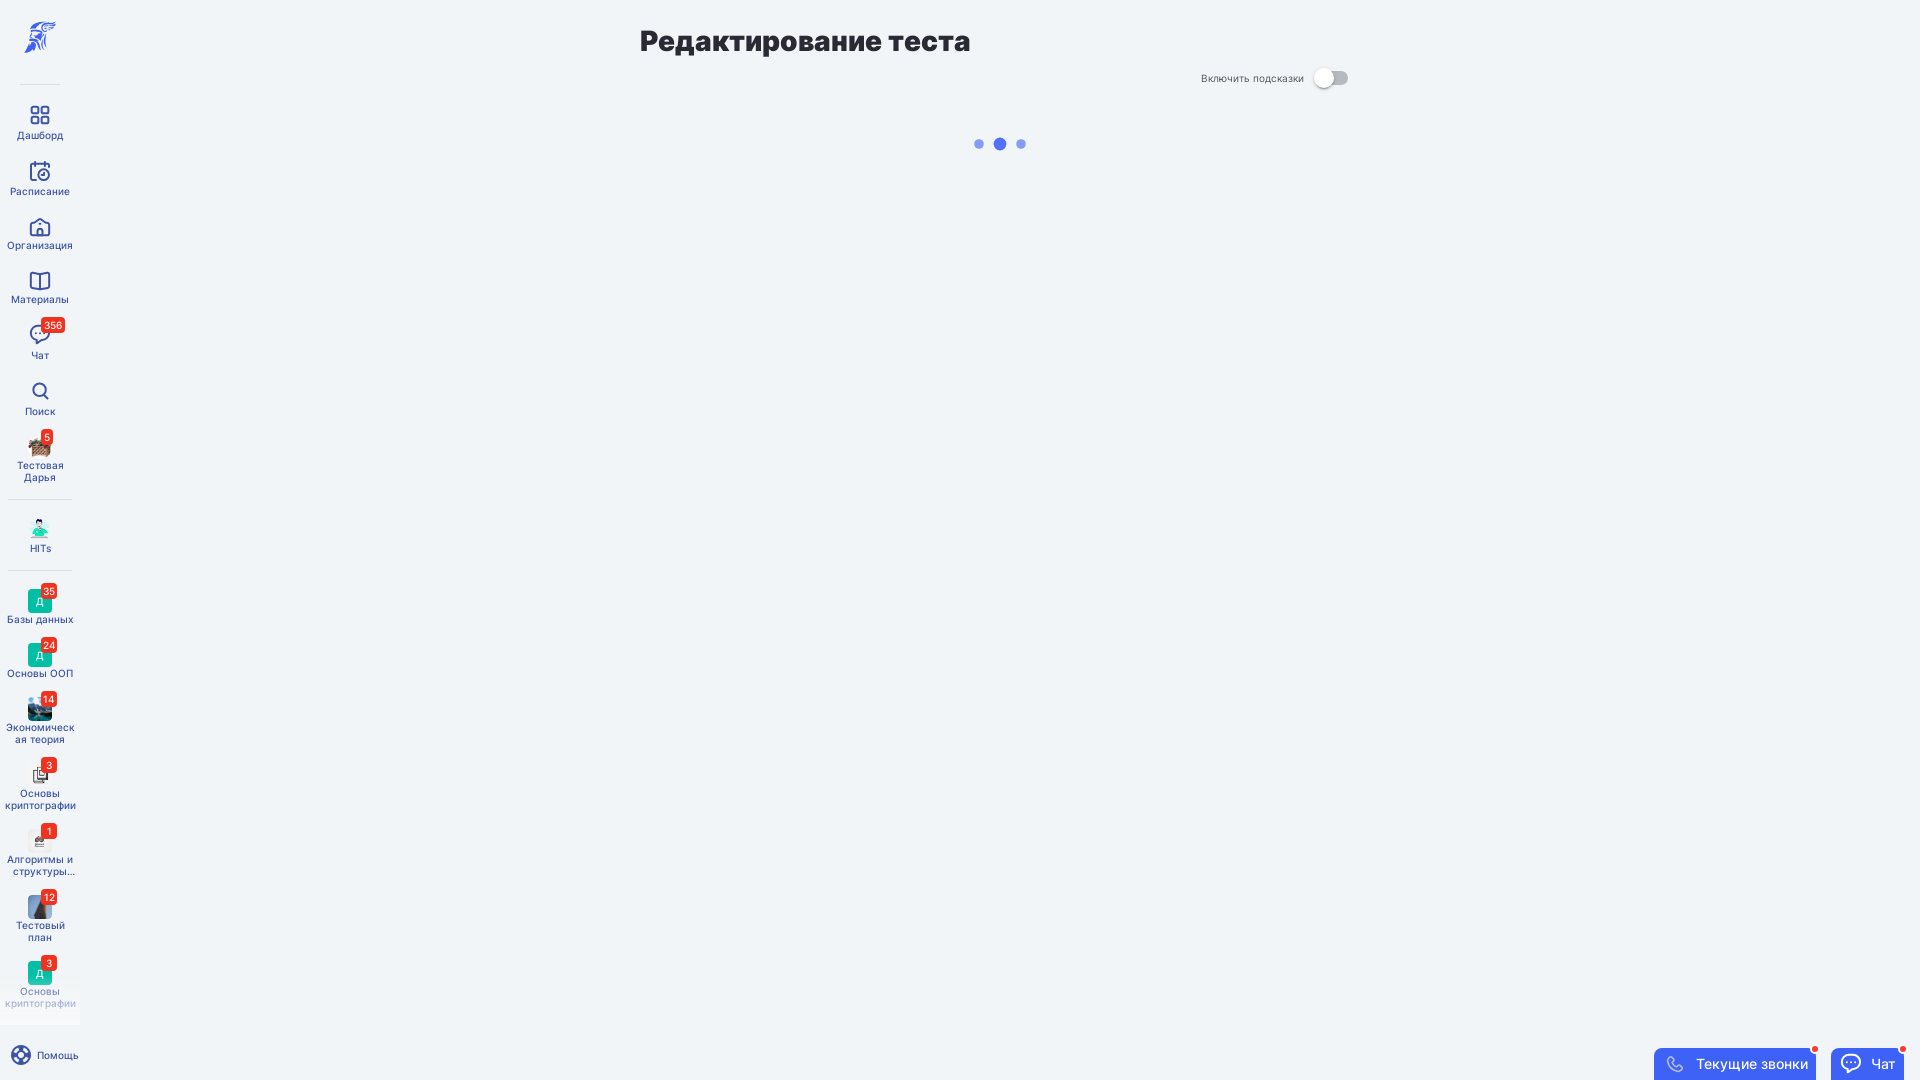 Редактирование теста
Включить подсказки
Дашборд
Расписание
Организация
Материалы
356
Чат
Поиск
5
Тестовая
Дарья
HITs
35
Д
Базы данных
24
Д
Основы ООП
14
Экономическ
ая теория
3
Основы
криптографии
1
Алгоритмы и
структуры...
12
Тестовый
план
3
Д
Основы
криптографии
Помощь
Текущие звонки
Чат